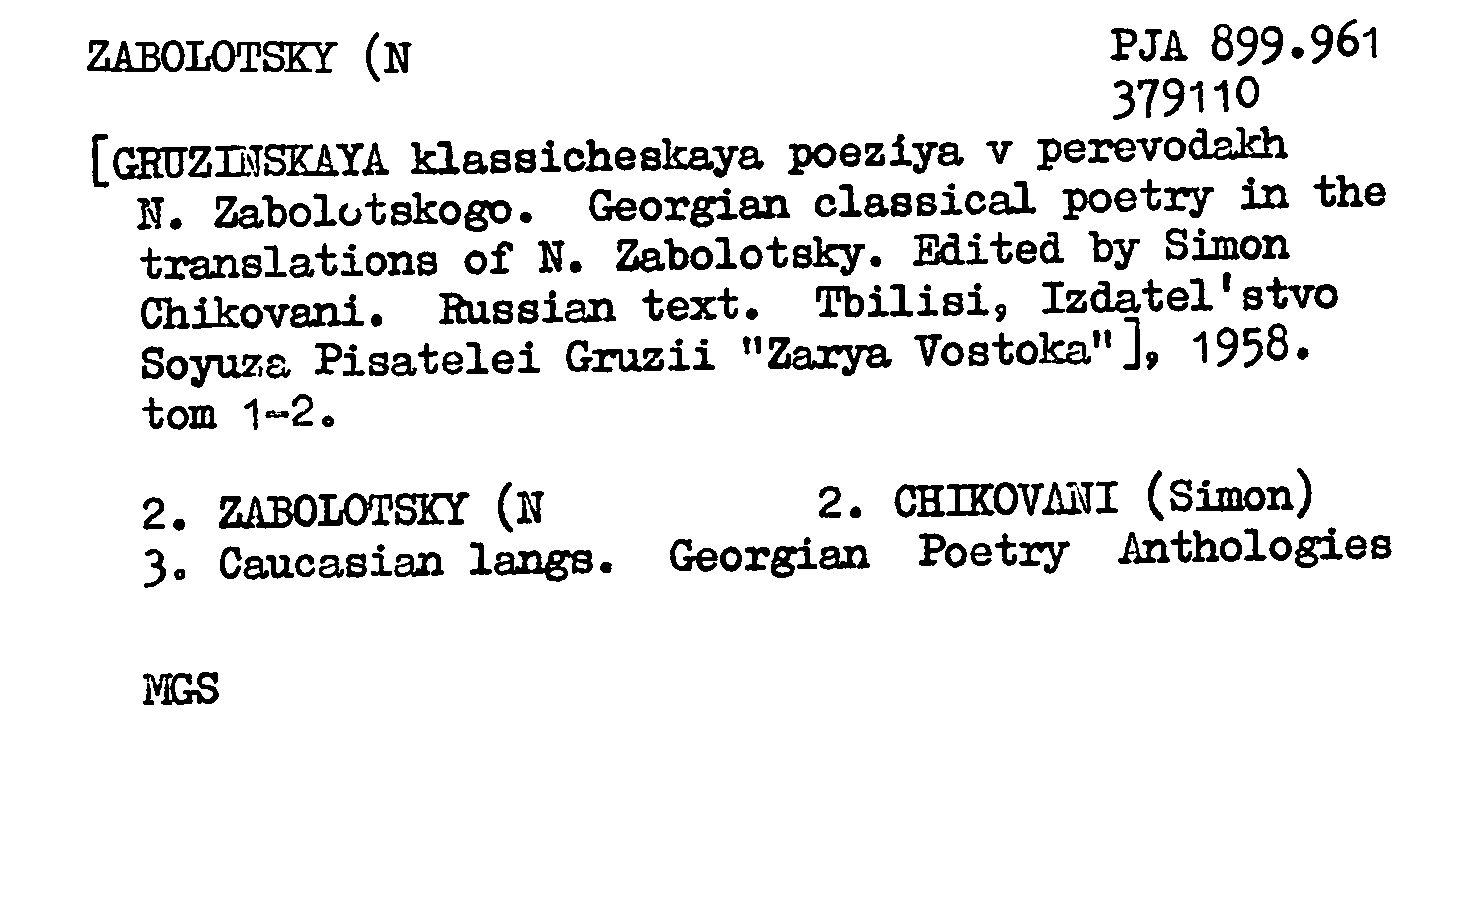 ZABOLOTSKY (N PJA 899.961
379110
[GRUZINSKAYA klassicheskaya poeziya v perevodakh
N. Zabolotskogo. Georgian classical poetry in the
translations of N. Zabolotsky. Edited by Simon
Chikovani. Russian text. Tbilisi, Izdatel'stvo
Soyuza Pisatelei Gruzii "Zarya Vostoka"], 1958.
tom 1-2.
2. ZABOLOTSKY (N 2. CHIKOVANI (Simon)
3. Caucasian langs. Georgian Poetry Anthologies
MGS